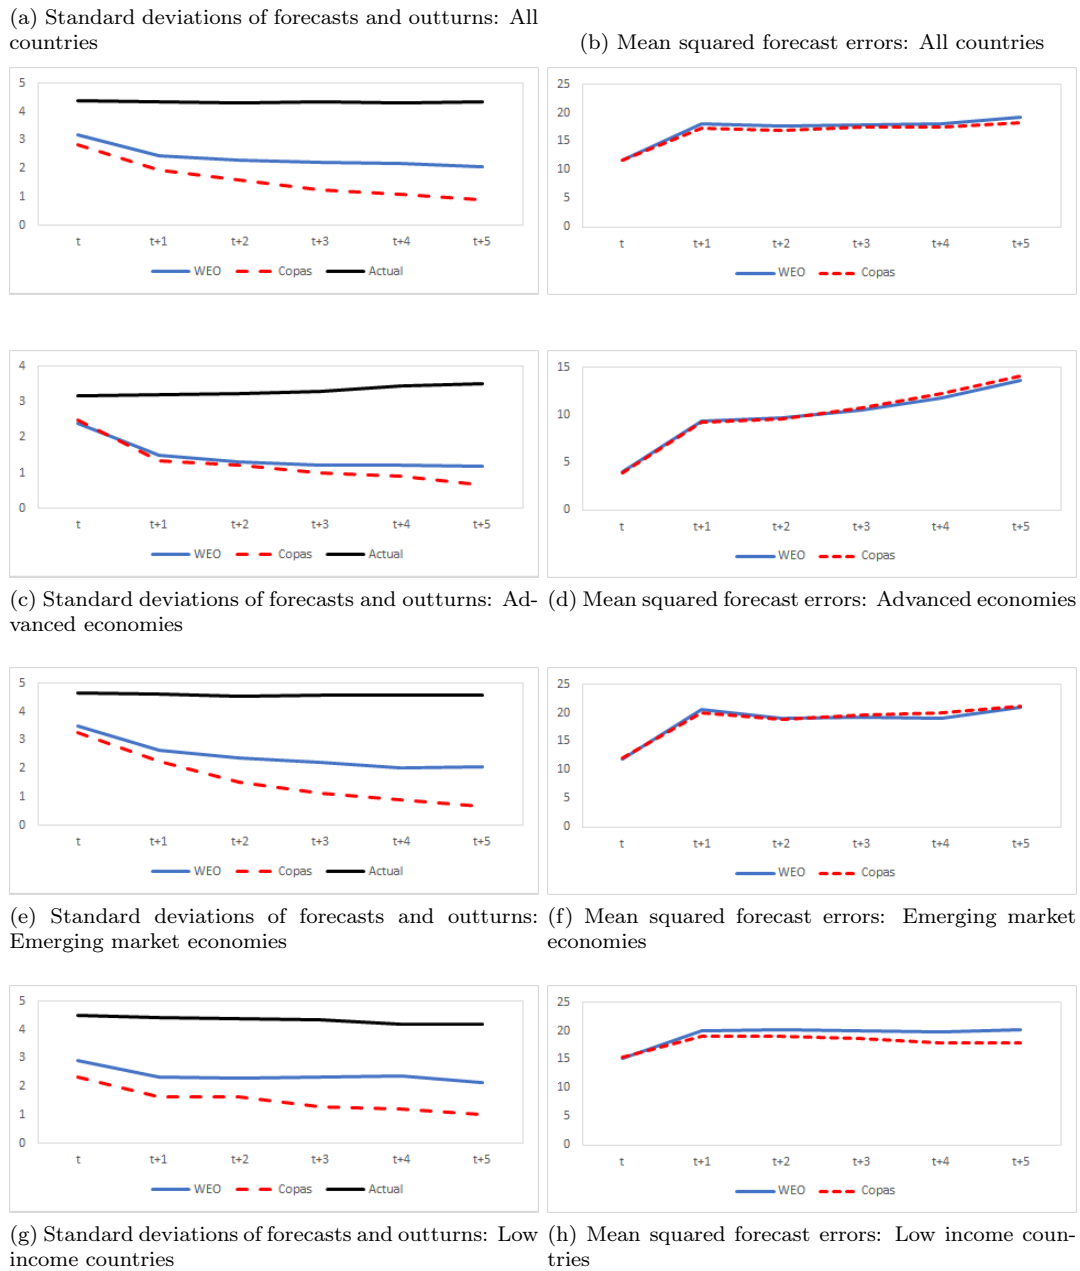 (a) Standard deviations of forecasts and outturns: All
countries
(b) Mean squared forecast errors: All countries
5
4
3
2
1
0
t t+1 t+2 t+3 t+4 t+5
WEO Copas Actual
25
20
15
10
5
0
t t+1 t+2 t+3 t+4 t+5
WEO Copas
4
3
2
1
0
t t+1 t+2 t+3 t+4 t+5
WEO Copas Actual
15
10
5
0
t t+1 t+2 t+3 t+4 t+5
WEO Copas
(c) Standard deviations of forecasts and outturns: Ad-
vanced economies
(d) Mean squared forecast errors: Advanced economies
5
4
3
2
1
0
t t+1 t+2 t+3 t+4 t+5
WEO Copas Actual
25
20
15
10
5
0
t t+1 t+2 t+3 t+4 t+5
WEO Copas
(e) Standard deviations of forecasts and outturns:
Emerging market economies
(f) Mean squared forecast errors: Emerging market
economies
5
4
3
2
1
0
t t+1 t+2 t+3 t+4 t+5
WEO Copas Actual
25
20
15
10
5
0
t t+1 t+2 t+3 t+4 t+5
WEO Copas
(g) Standard deviations of forecasts and outturns: Low
income countries
(h) Mean squared forecast errors: Low income coun-
tries